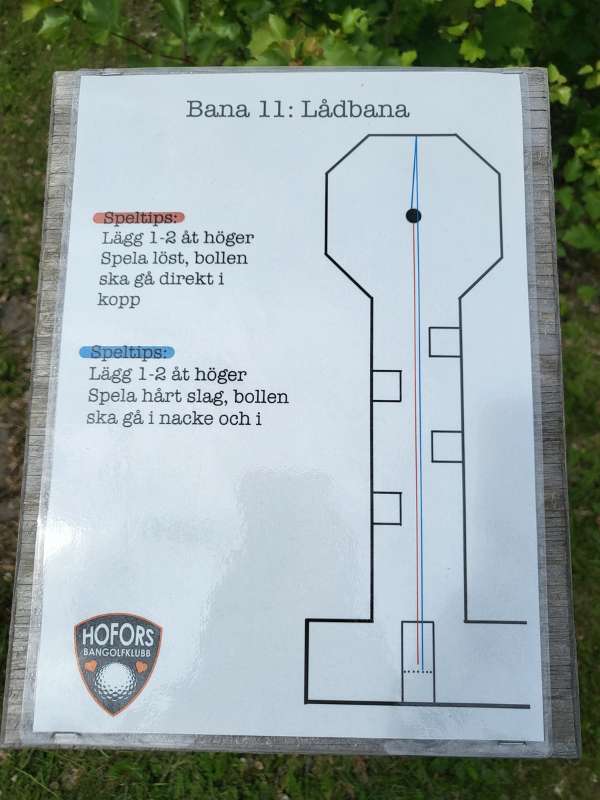 Bana 11: Lådbana
Speltips:
Lägg 1-2 åt höger
Spela löst, bollen
ska gå direkt i
kopp
Speltips:
Lägg 1-2 åt höger
Spela hårt slag, bollen
ska gå i nacke och i
HOFORS
BANGOLFKLUBB